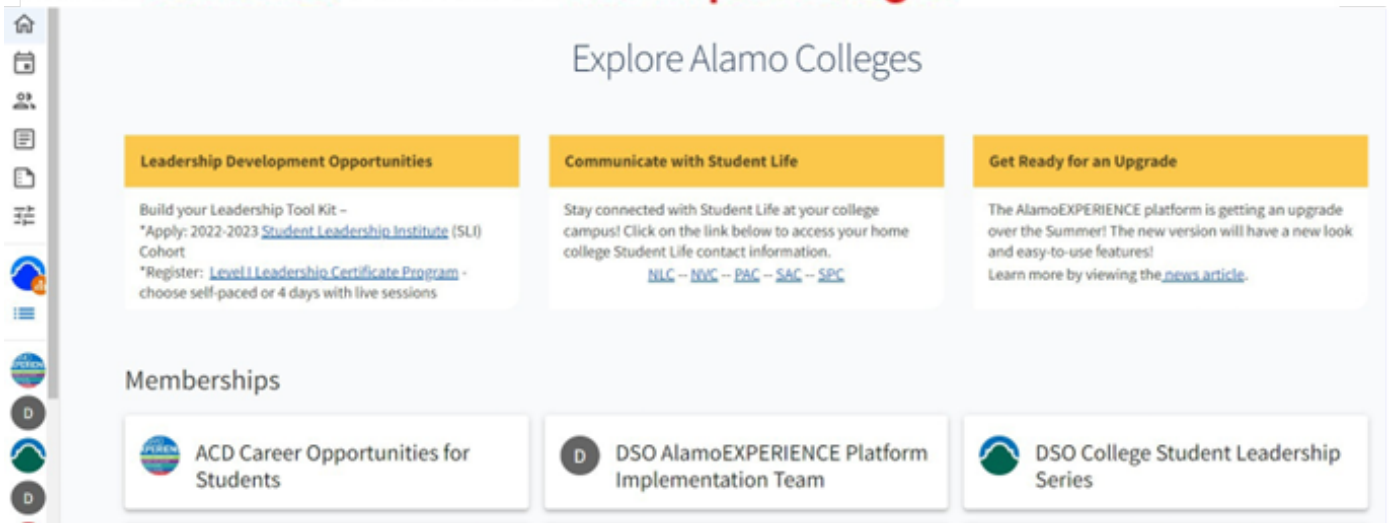 Explore Alamo Colleges
Leadership Development Opportunities
Build your Leadership Tool Kit –
*Apply: 2022-2023 Student Leadership Institute (SLI)
Cohort
*Register: Level I Leadership Certificate Program -
choose self-paced or 4 days with live sessions
Communicate with Student Life
Stay connected with Student Life at your college
campus! Click on the link below to access your home
college Student Life contact information.
NLC -- NVC -- PAC -- SAC -- SPC
Get Ready for an Upgrade
The AlamoEXPERIENCE platform is getting an upgrade
over the Summer! The new version will have a new look
and easy-to-use features!
Learn more by viewing the news article.
Memberships
ACD Career Opportunities for
Students
D
DSO AlamoEXPERIENCE Platform
Implementation Team
DSO College Student Leadership
Series
D
D